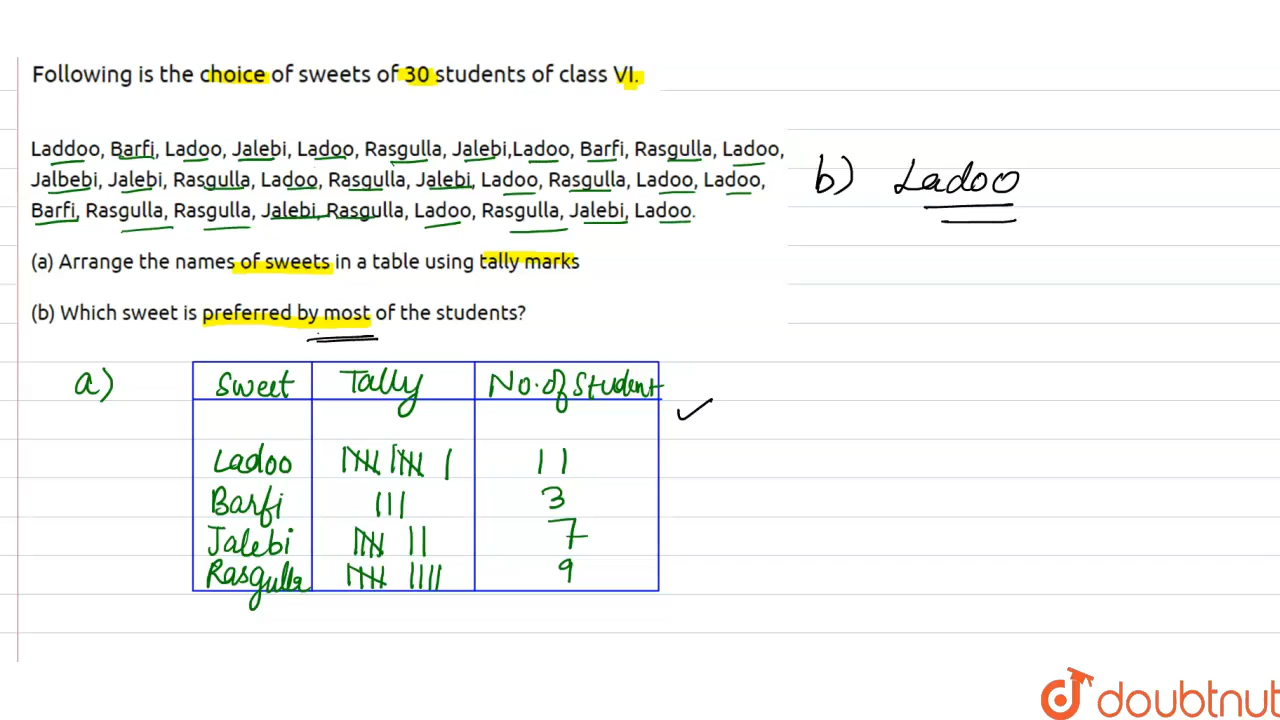 Following is the choice of sweets of 30 students of class VI.
Laddoo, Barfi, Ladoo, Jalebi, Ladoo, Rasgulla, Jalebi,Ladoo, Barfi, Rasgulla, Ladoo,
Jalbebi, Jalebi, Rasgulla, Ladoo, Rasgulla, Jalebi, Ladoo, Rasgulla, Ladoo, Ladoo,
Barfi, Rasgulla, Rasgulla, Jalebi, Rasgulla, Ladoo, Rasgulla, Jalebi, Ladoo.
b) Ladoo
(a) Arrange the names of sweets in a table using tally marks
(b) Which sweet is preferred by most of the students?
a) Sweet Tally No. of Student
Ladoo 11
Barfi 3
Jalebi 7
Rasgulla 9
doubtnut